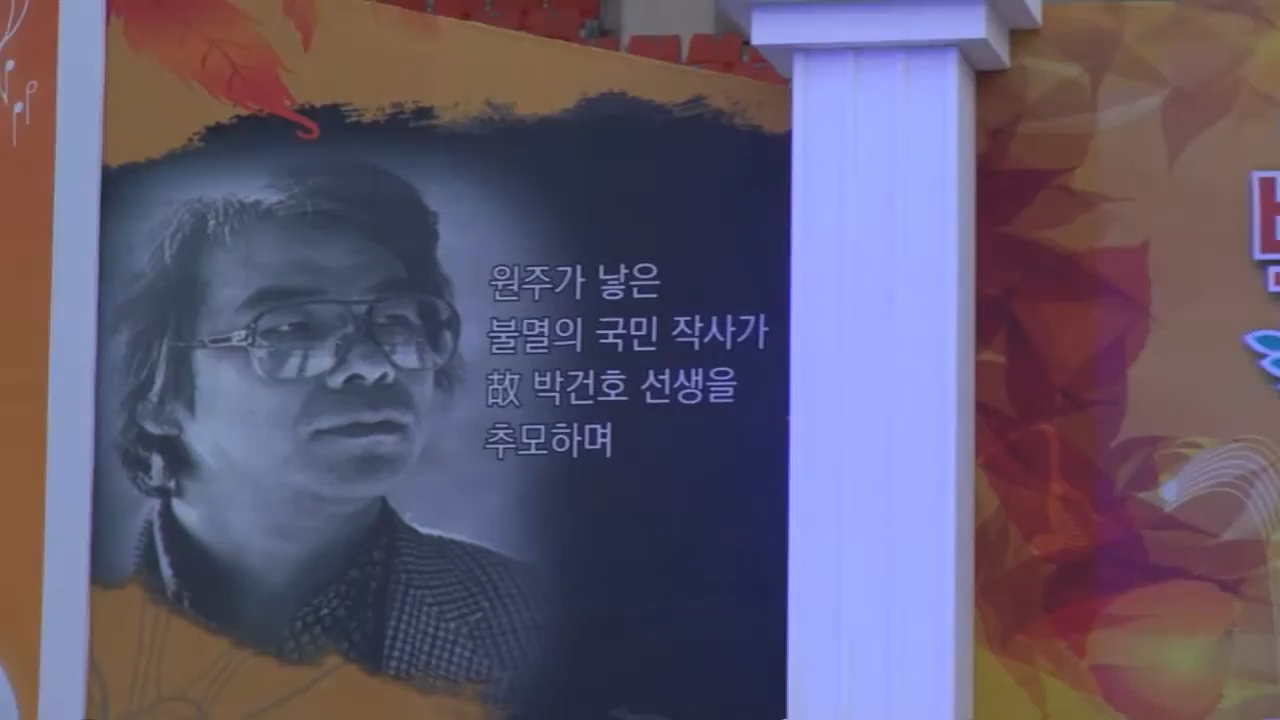 원주가 낳은
불멸의 국민 작사가
故 박건호 선생을
추모하며